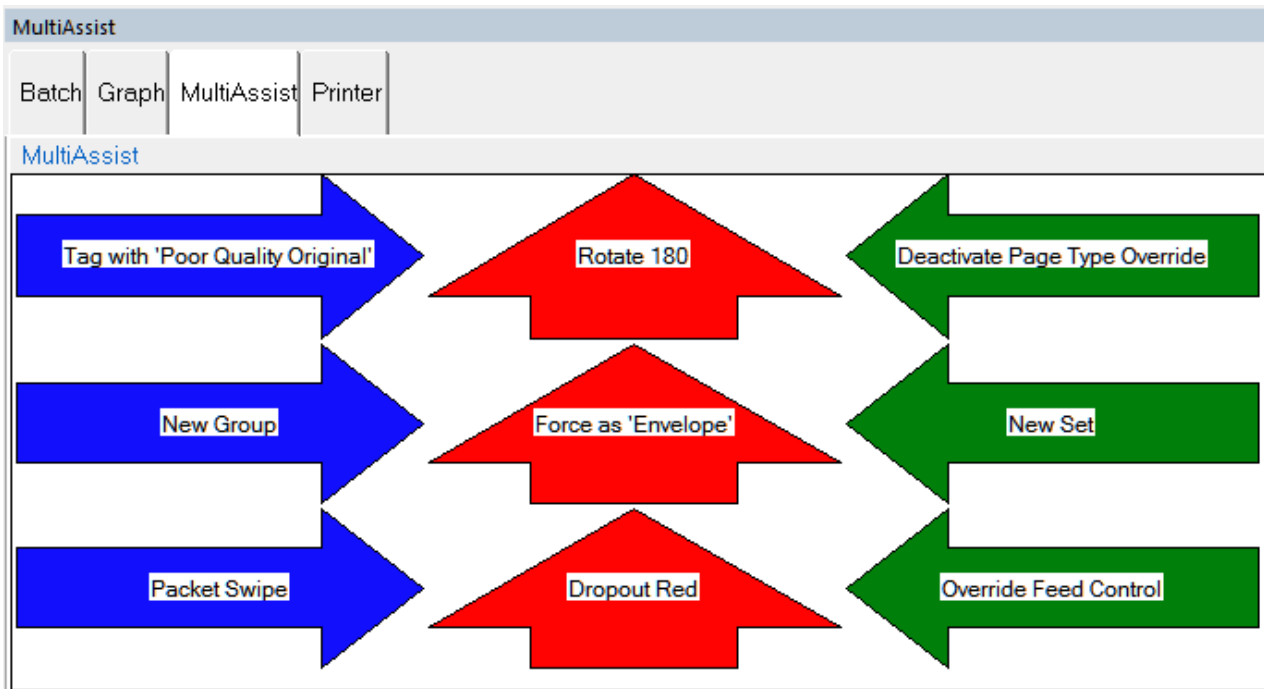 MultiAssist
Batch Graph MultiAssist Printer
MultiAssist
Tag with 'Poor Quality Original' Rotate 180 Deactivate Page Type Override
New Group Force as 'Envelope' New Set
Packet Swipe Dropout Red Override Feed Control